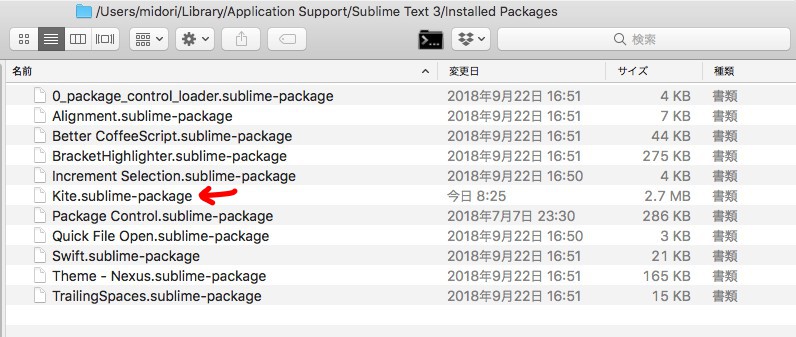 /Users/midori/Library/Application Support/Sublime Text 3/Installed Packages
検索
名前 変更日 サイズ 種類
0_package_control_loader.sublime-package 2018年9月22日 16:51 4 KB 書類
Alignment.sublime-package 2018年9月22日 16:51 7 KB 書類
Better CoffeeScript.sublime-package 2018年9月22日 16:51 44 KB 書類
BracketHighlighter.sublime-package 2018年9月22日 16:51 275 KB 書類
Increment Selection.sublime-package 2018年9月22日 16:50 4 KB 書類
Kite.sublime-package 今日 8:25 2.7 MB 書類
Package Control.sublime-package 2018年7月7日 23:30 286 KB 書類
Quick File Open.sublime-package 2018年9月22日 16:50 3 KB 書類
Swift.sublime-package 2018年9月22日 16:51 21 KB 書類
Theme - Nexus.sublime-package 2018年9月22日 16:51 165 KB 書類
TrailingSpaces.sublime-package 2018年9月22日 16:51 15 KB 書類